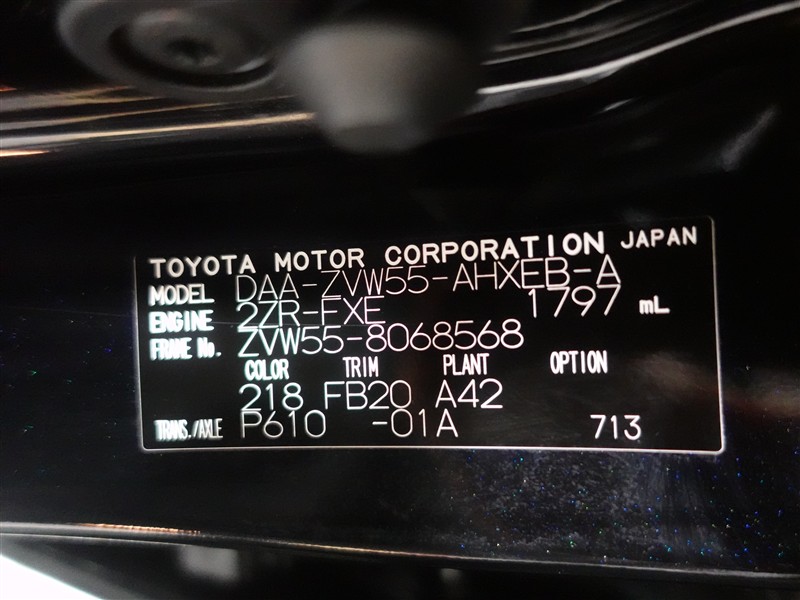 TOYOTA MOTOR CORPORATION JAPAN
MODEL DAA-ZVW55-AHXEB-A
ENGINE 2ZR-FXE 1797 mL
FRAME No. ZVW55-8068568
COLOR TRIM PLANT OPTION
218 FB20 A42
TRANS./AXLE P610 -01A 713